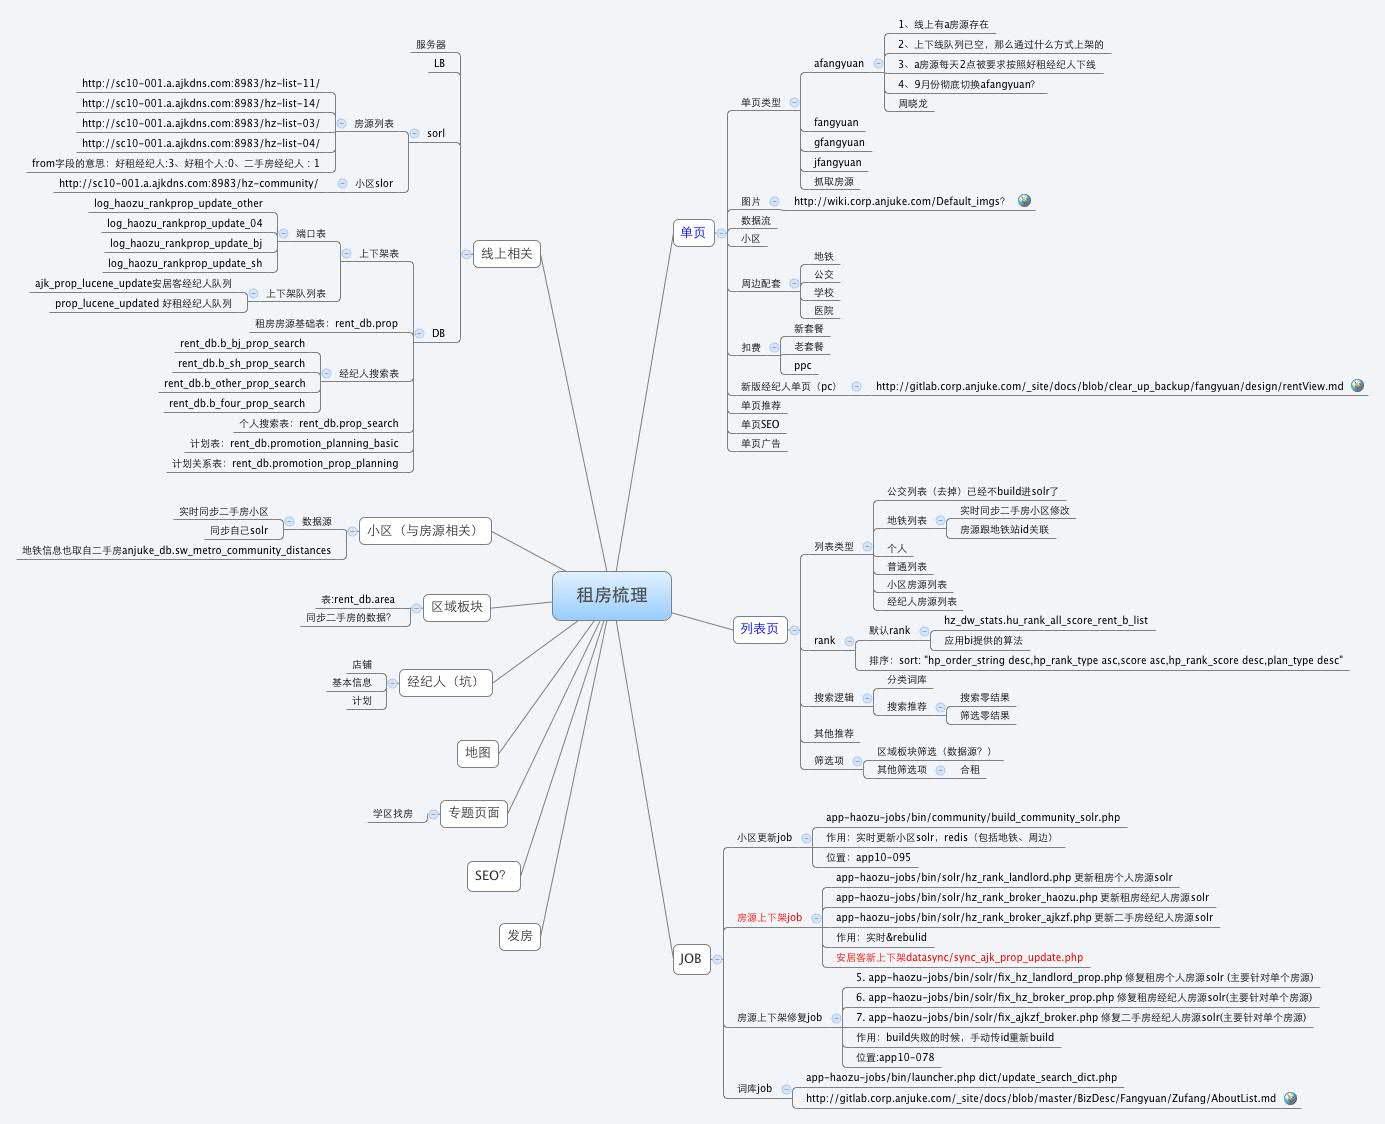 租房梳理
线上相关
服务器
LB
sorl
房源列表
http://sc10-001.a.ajkdns.com:8983/hz-list-11/
http://sc10-001.a.ajkdns.com:8983/hz-list-14/
http://sc10-001.a.ajkdns.com:8983/hz-list-03/
http://sc10-001.a.ajkdns.com:8983/hz-list-04/
from字段的意思：好租经纪人:3、好租个人:0、二手房经纪人：1
小区slor
http://sc10-001.a.ajkdns.com:8983/hz-community/
DB
上下架表
端口表
log_haozu_rankprop_update_other
log_haozu_rankprop_update_04
log_haozu_rankprop_update_bj
log_haozu_rankprop_update_sh
上下架队列表
ajk_prop_lucene_update安居客经纪人队列
prop_lucene_updated 好租经纪人队列
租房房源基础表：rent_db.prop
经纪人搜索表
rent_db.b_bj_prop_search
rent_db.b_sh_prop_search
rent_db.b_other_prop_search
rent_db.b_four_prop_search
个人搜索表：rent_db.prop_search
计划表：rent_db.promotion_planning_basic
计划关系表：rent_db.promotion_prop_planning
小区（与房源相关）
数据源
实时同步二手房小区
同步自己solr
地铁信息也取自二手房anjuke_db.sw_metro_community_distances
区域板块
表:rent_db.area
同步二手房的数据？
经纪人（坑）
店铺
基本信息
计划
地图
专题页面
学区找房
SEO？
发房
单页
单页类型
afangyuan
1、线上有a房源存在
2、上下线队列已空，那么通过什么方式上架的
3、a房源每天2点被要求按照好租经纪人下线
4、9月份彻底切换afangyuan？
周晓龙
fangyuan
gfangyuan
jfangyuan
抓取房源
图片
http://wiki.corp.anjuke.com/Default_imgs？
数据流
小区
周边配套
地铁
公交
学校
医院
扣费
新套餐
老套餐
ppc
新版经纪人单页（pc）
http://gitlab.corp.anjuke.com/_site/docs/blob/clear_up_backup/fangyuan/design/rentView.md
单页推荐
单页SEO
单页广告
列表页
列表类型
公交列表（去掉）已经不build进solr了
地铁列表
实时同步二手房小区修改
房源跟地铁站id关联
个人
普通列表
小区房源列表
经纪人房源列表
rank
默认rank
hz_dw_stats.hu_rank_all_score_rent_b_list
应用bi提供的算法
排序：sort: "hp_order_string desc,hp_rank_type asc,score asc,hp_rank_score desc,plan_type desc"
搜索逻辑
分类词库
搜索推荐
搜索零结果
筛选零结果
其他推荐
筛选项
区域板块筛选（数据源？）
其他筛选项
合租
JOB
小区更新job
app-haozu-jobs/bin/community/build_community_solr.php
作用：实时更新小区solr，redis（包括地铁、周边）
位置：app10-095
房源上下架job
app-haozu-jobs/bin/solr/hz_rank_landlord.php 更新租房个人房源solr
app-haozu-jobs/bin/solr/hz_rank_broker_haozu.php 更新租房经纪人房源solr
app-haozu-jobs/bin/solr/hz_rank_broker_ajkzf.php 更新二手房经纪人房源solr
作用：实时&rebulid
安居客新上下架datasync/sync_ajk_prop_update.php
房源上下架修复job
5. app-haozu-jobs/bin/solr/fix_hz_landlord_prop.php 修复租房个人房源solr (主要针对单个房源)
6. app-haozu-jobs/bin/solr/fix_hz_broker_prop.php 修复租房经纪人房源solr(主要针对单个房源)
7. app-haozu-jobs/bin/solr/fix_ajkzf_broker.php 修复二手房经纪人房源solr(主要针对单个房源)
作用：build失败的时候，手动传id重新build
位置:app10-078
词库job
app-haozu-jobs/bin/launcher.php dict/update_search_dict.php
http://gitlab.corp.anjuke.com/_site/docs/blob/master/BizDesc/Fangyuan/Zufang/AboutList.md